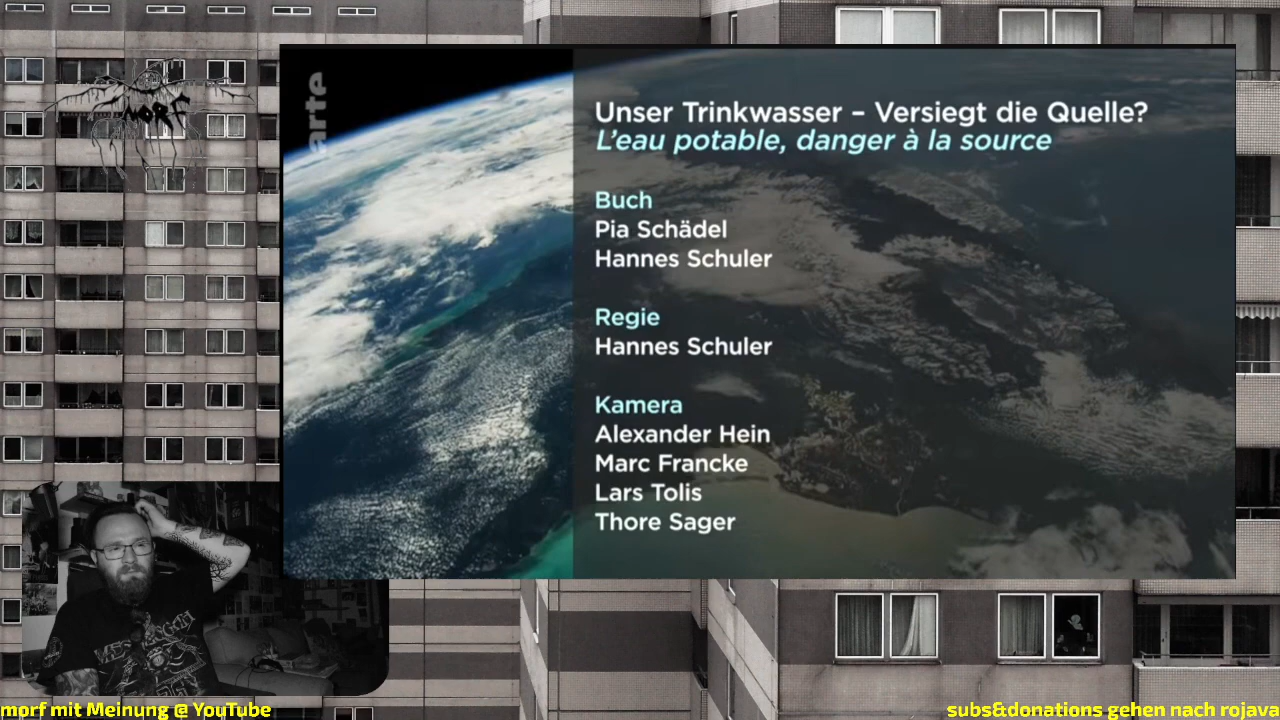 morf
arte
Unser Trinkwasser – Versiegt die Quelle?
L'eau potable, danger à la source
Buch
Pia Schädel
Hannes Schuler
Regie
Hannes Schuler
Kamera
Alexander Hein
Marc Francke
Lars Tolis
Thore Sager
morf mit Meinung @ YouTube
subs&donations gehen nach rojava